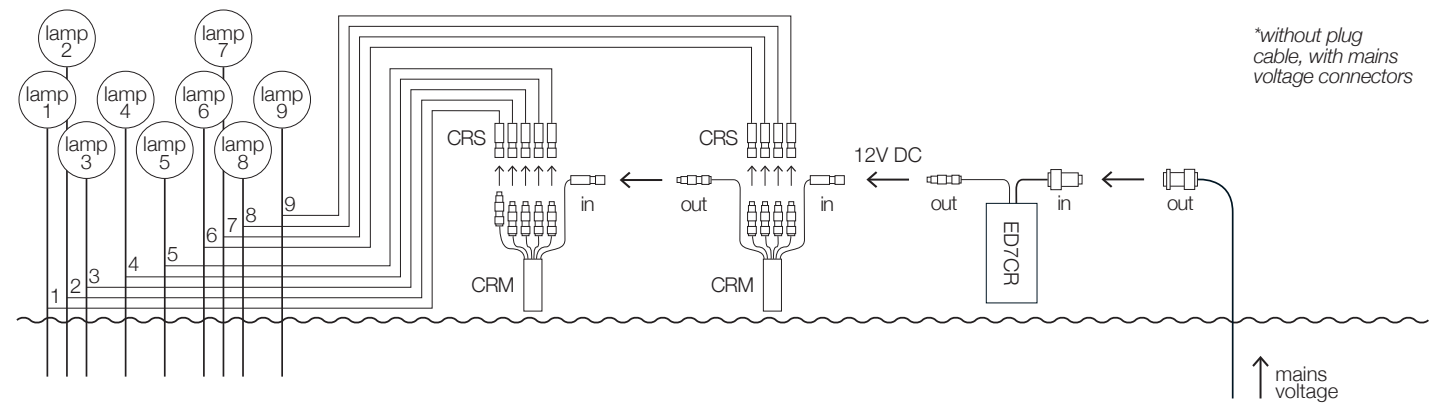 lamp
2
lamp
7
*without plug
cable, with mains
voltage connectors
lamp
1
lamp
4
lamp
6
lamp
9
lamp
3
lamp
5
lamp
8
CRS
CRS
12V DC
in
out
in
out
in
out
ED7CR
9
8
7
6
5
4
3
2
1
CRM
CRM
mains
voltage